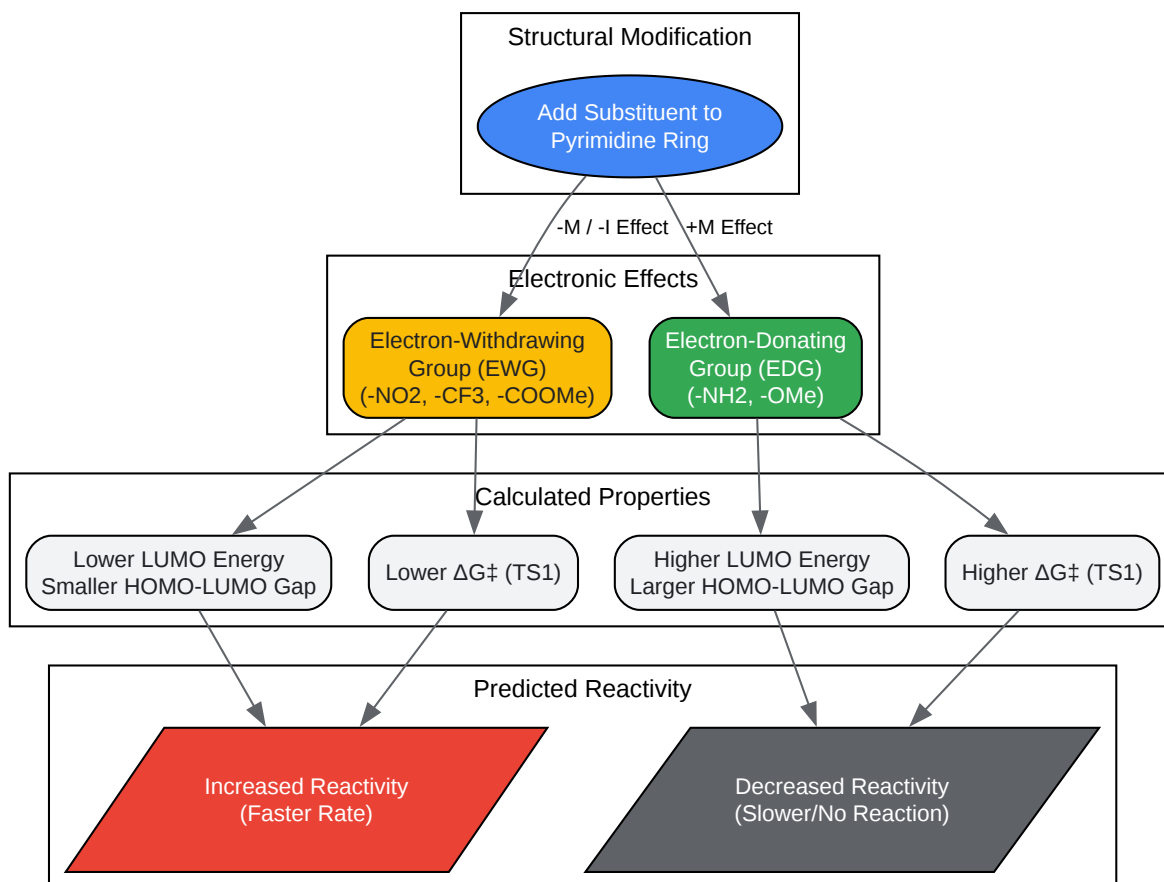 Structural Modification
Add Substituent to
Pyrimidine Ring
-M / -I Effect
+M Effect
Electronic Effects
Electron-Withdrawing
Group (EWG)
(-NO2, -CF3, -COOMe)
Electron-Donating
Group (EDG)
(-NH2, -OMe)
Calculated Properties
Lower LUMO Energy
Smaller HOMO-LUMO Gap
Lower ΔG‡ (TS1)
Higher LUMO Energy
Larger HOMO-LUMO Gap
Higher ΔG‡ (TS1)
Predicted Reactivity
Increased Reactivity
(Faster Rate)
Decreased Reactivity
(Slower/No Reaction)